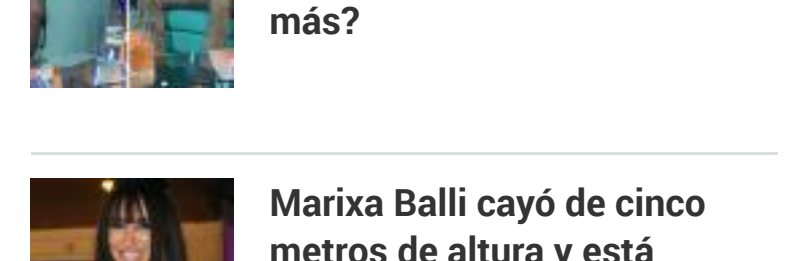 más?
Marixa Balli cayó de cinco
metros de altura y está